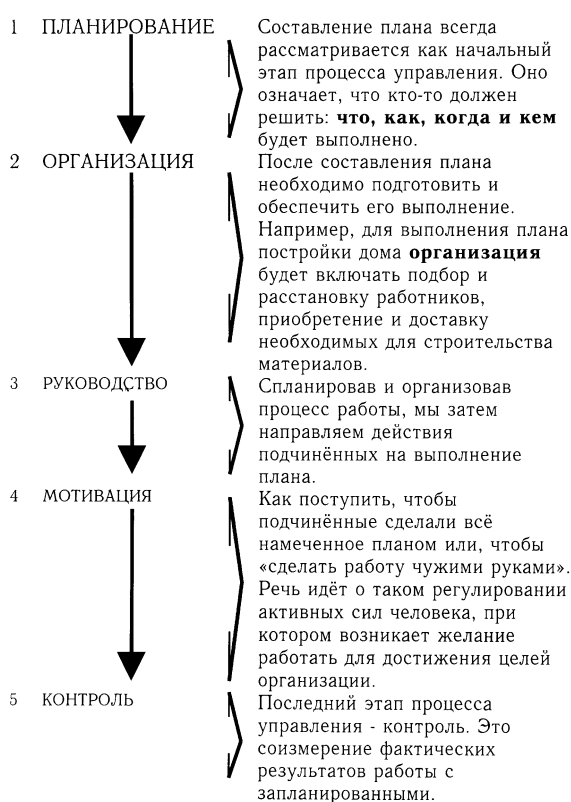 1 ПЛАНИРОВАНИЕ
Составление плана всегда
рассматривается как начальный
этап процесса управления. Оно
означает, что кто-то должен
решить: что, как, когда и кем
будет выполнено.
2 ОРГАНИЗАЦИЯ
После составления плана
необходимо подготовить и
обеспечить его выполнение.
Например, для выполнения плана
постройки дома организация
будет включать подбор и
расстановку работников,
приобретение и доставку
необходимых для строительства
материалов.
3 РУКОВОДСТВО
Спланировав и организовав
процесс работы, мы затем
направляем действия
подчинённых на выполнение
плана.
4 МОТИВАЦИЯ
Как поступить, чтобы
подчинённые сделали всё
намеченное планом или, чтобы
«сделать работу чужими руками».
Речь идёт о таком регулировании
активных сил человека, при
котором возникает желание
работать для достижения целей
организации.
5 КОНТРОЛЬ
Последний этап процесса
управления - контроль. Это
соизмерение фактических
результатов работы с
запланированными.